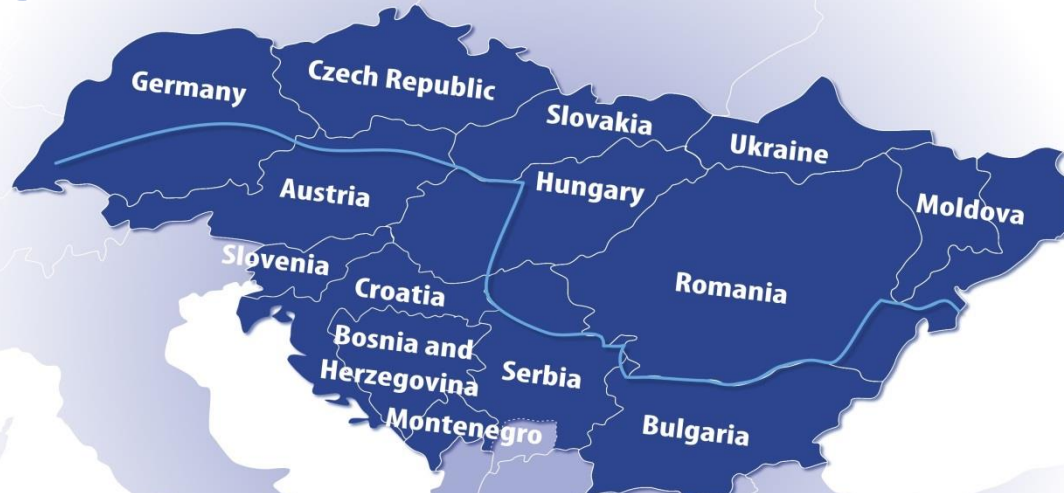 Germany
Czech Republic
Slovakia
Ukraine
Austria
Hungary
Moldova
Slovenia
Croatia
Romania
Bosnia and
Herzegovina
Serbia
Montenegro
Bulgaria